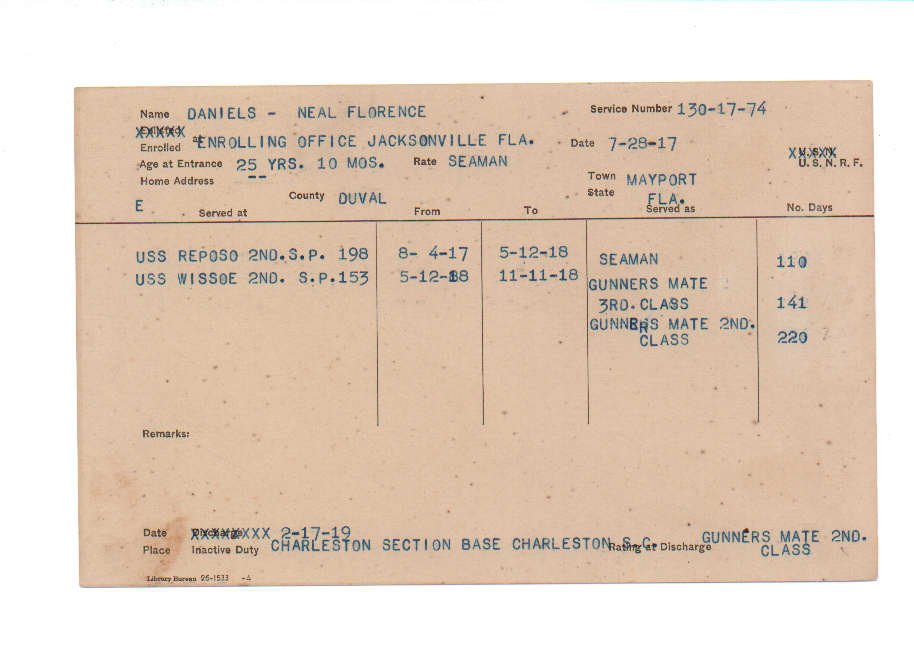 Name DANIELS - NEAL FLORENCE Service Number 130-17-74
Enrolled at ENROLLING OFFICE JACKSONVILLE FLA. Date 7-28-17
Age at Entrance 25 YRS. 10 MOS. Rate SEAMAN U.S.N.R.F.
Home Address -- Town MAYPORT
County DUVAL State FLA.
E Served at From To Served as No. Days
USS REPOSO 2ND.S.P. 198 8- 4-17 5-12-18 SEAMAN 110
USS WISSOE 2ND. S.P.153 5-12-18 11-11-18 GUNNERS MATE
3RD. CLASS 141
GUNNERS MATE 2ND.
CLASS 220
Remarks:
Date 2-17-19
Place Inactive Duty CHARLESTON SECTION BASE CHARLESTON S.C. Rating at Discharge GUNNERS MATE 2ND.
CLASS
Library Bureau 26-1533 -A